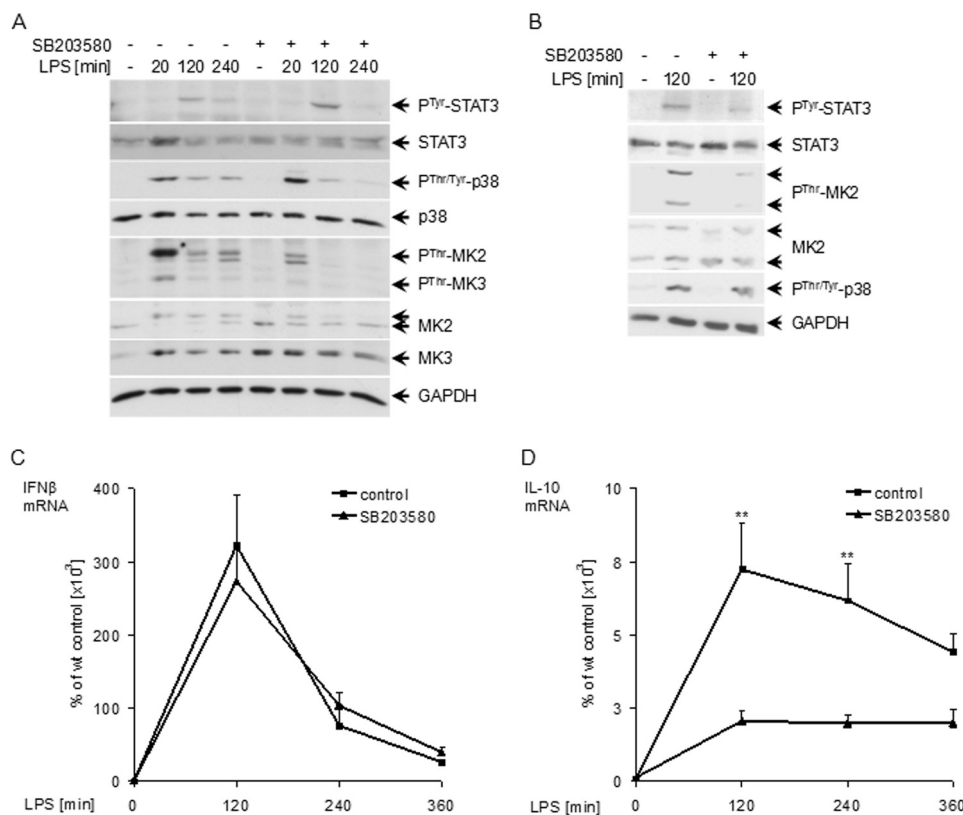 A
SB203580 - - - - + + + +
LPS [min] - 20 120 240 - 20 120 240
PTyr-STAT3
STAT3
PThr/Tyr-p38
p38
PThr-MK2
PThr-MK3
MK2
MK3
GAPDH
B
SB203580 - - + +
LPS [min] - 120 - 120
PTyr-STAT3
STAT3
PThr-MK2
MK2
PThr/Tyr-p38
GAPDH
C
IFNβ
mRNA
control
SB203580
% of wt control [x10³]
400
300
200
100
0
LPS [min] 0 120 240 360
D
IL-10
mRNA
control
SB203580
% of wt control [x10³]
10
8
5
3
0
**
**
LPS [min] 0 120 240 360